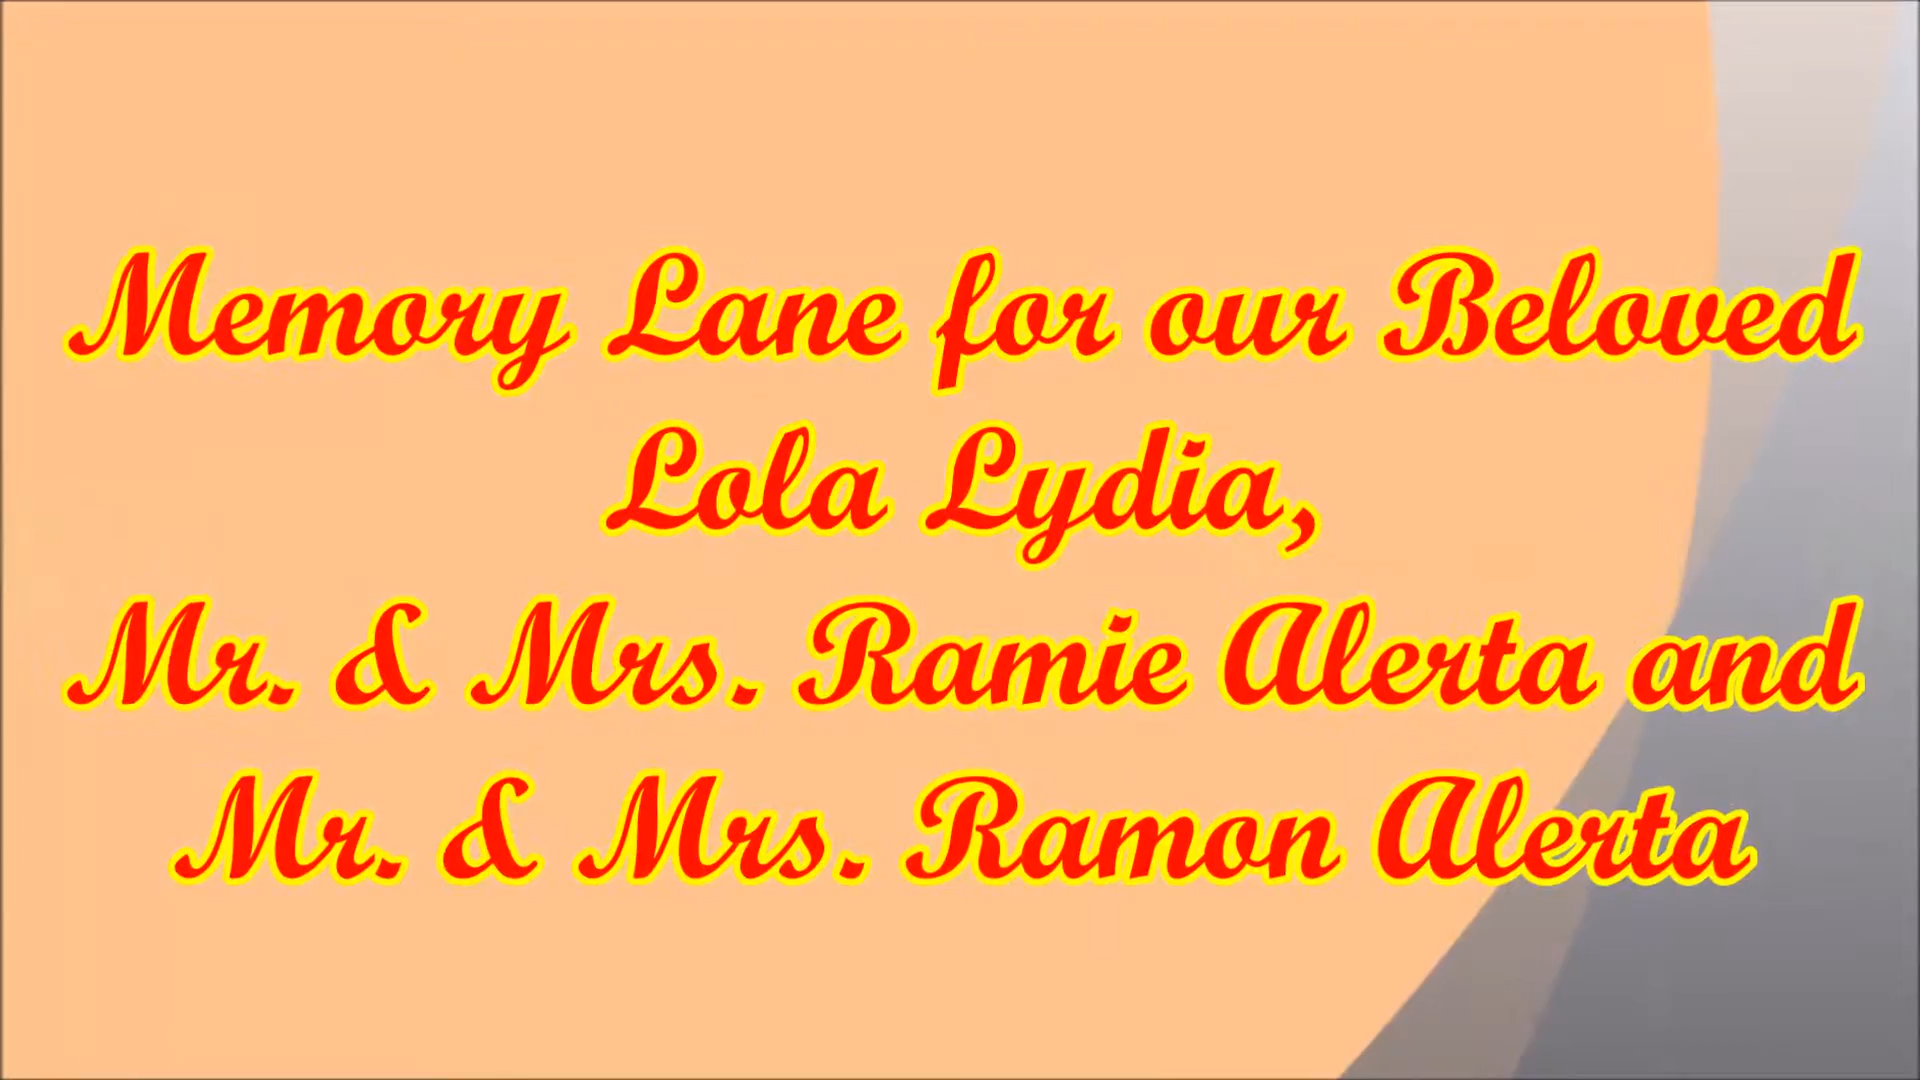 Memory Lane for our Beloved
Lola Lydia,
Mr. & Mrs. Ramie Alerta and
Mr. & Mrs. Ramon Alerta